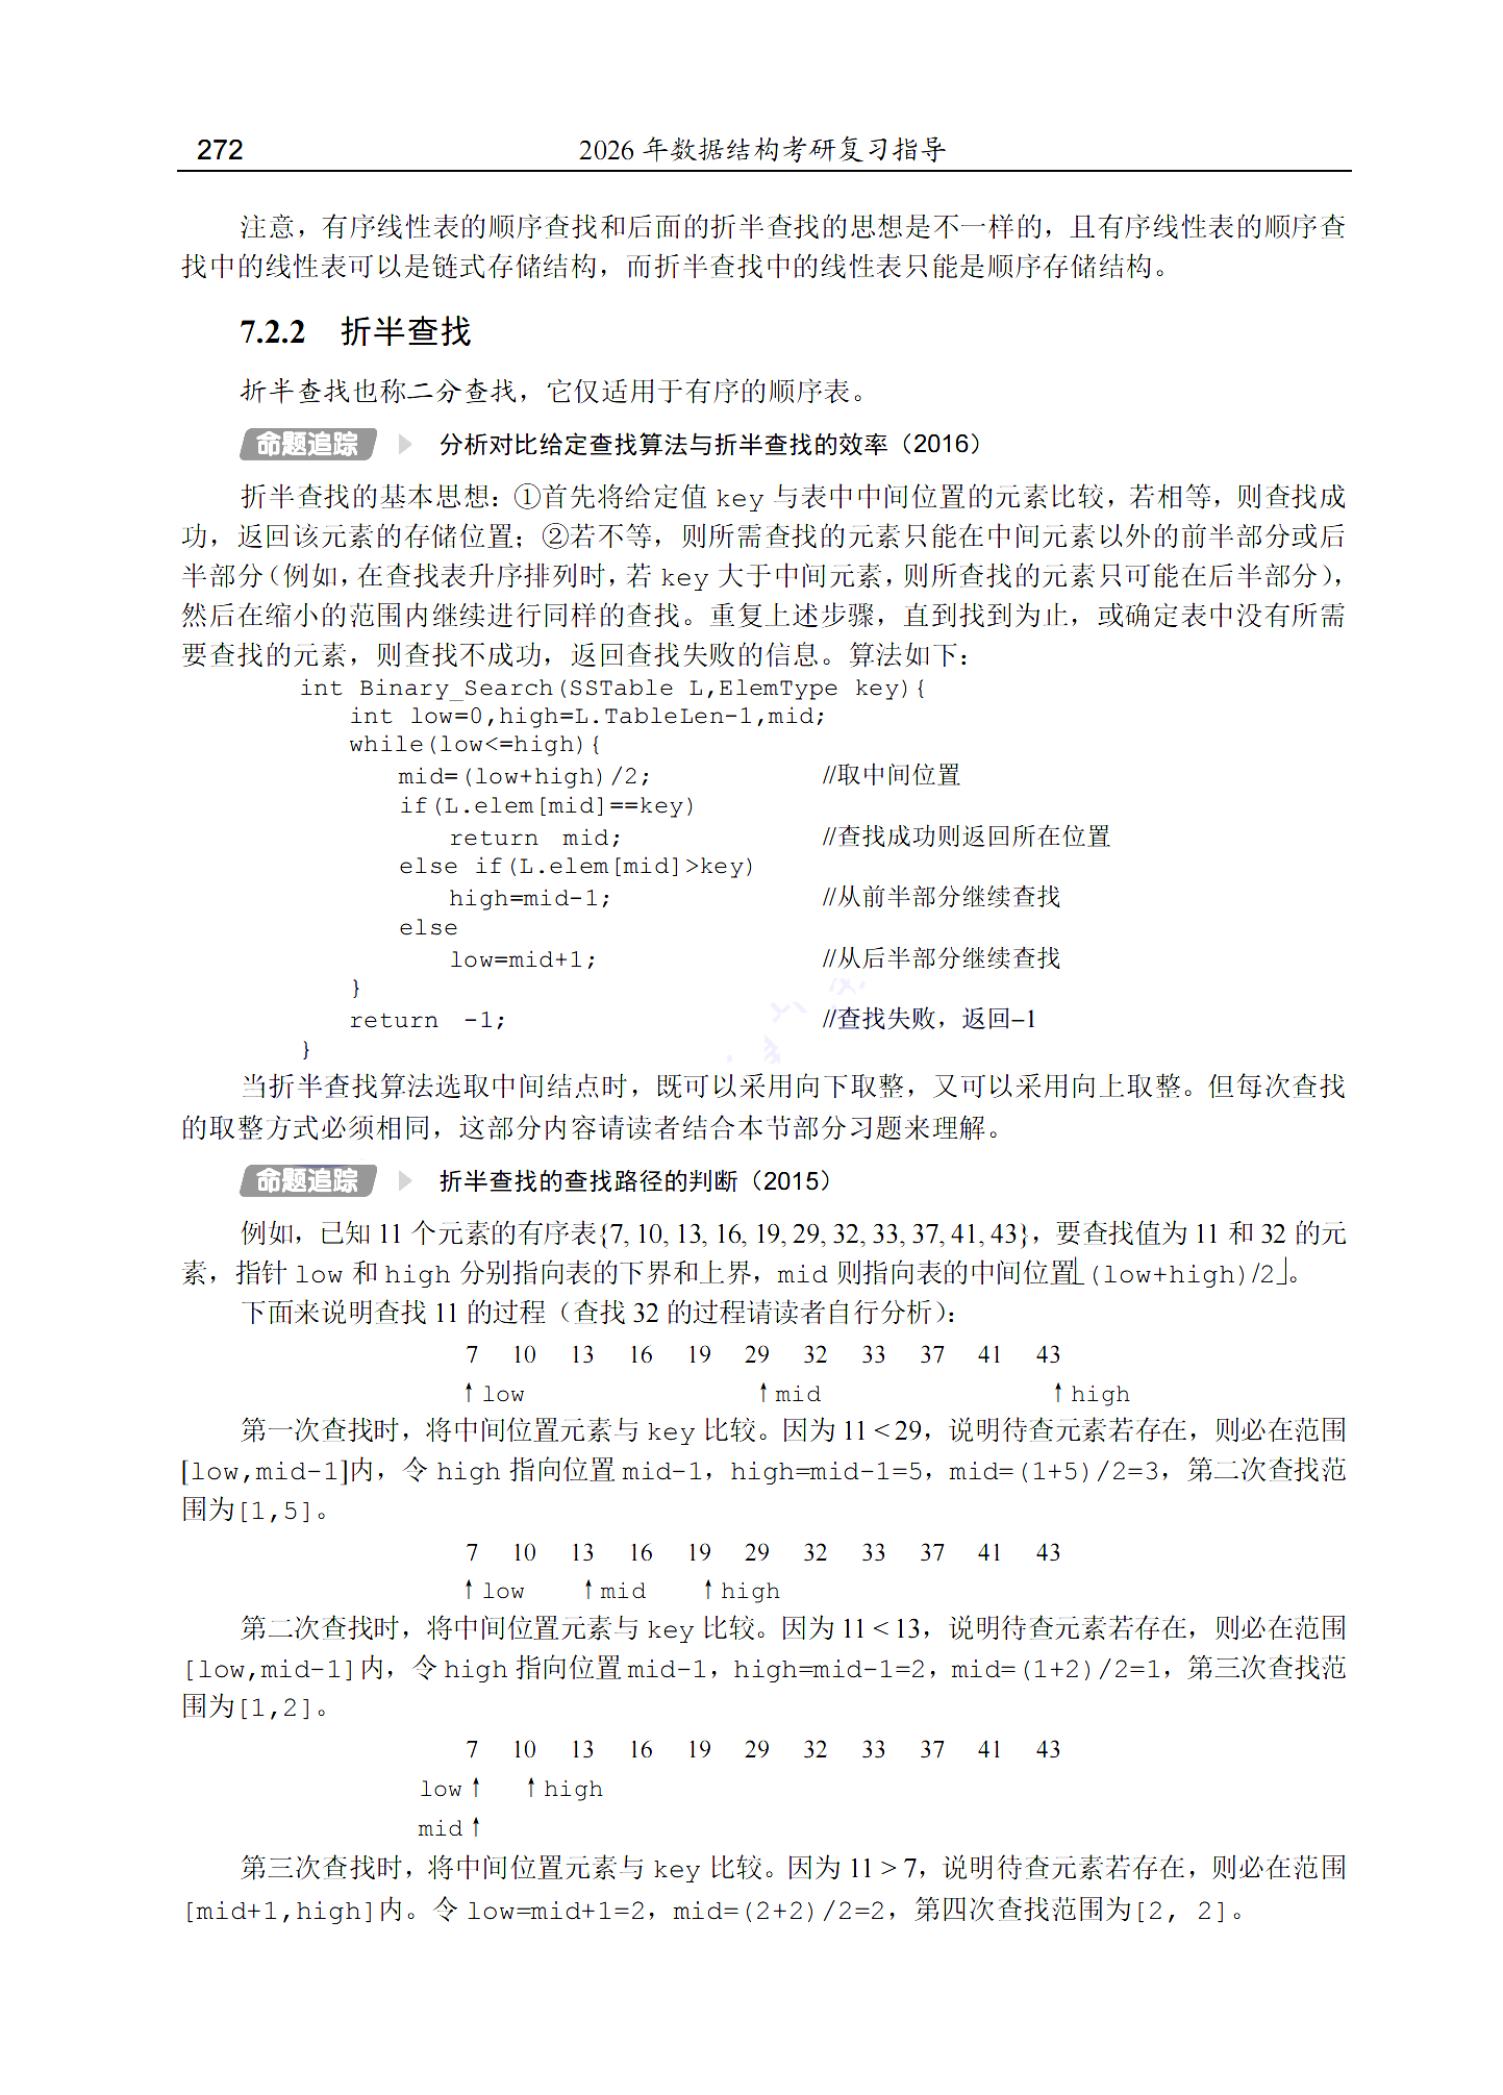 272 2026 年数据结构考研复习指导
注意，有序线性表的顺序查找和后面的折半查找的思想是不一样的，且有序线性表的顺序查
找中的线性表可以是链式存储结构，而折半查找中的线性表只能是顺序存储结构。
7.2.2 折半查找
折半查找也称二分查找，它仅适用于有序的顺序表。
命题追踪 分析对比给定查找算法与折半查找的效率（2016）
折半查找的基本思想：①首先将给定值 key 与表中中间位置的元素比较，若相等，则查找成
功，返回该元素的存储位置；②若不等，则所需查找的元素只能在中间元素以外的前半部分或后
半部分（例如，在查找表升序排列时，若 key 大于中间元素，则所查找的元素只可能在后半部分），
然后在缩小的范围内继续进行同样的查找。重复上述步骤，直到找到为止，或确定表中没有所需
要查找的元素，则查找不成功，返回查找失败的信息。算法如下：
int Binary_Search(SSTable L,ElemType key){
int low=0,high=L.TableLen-1,mid;
while(low<=high){
mid=(low+high)/2; //取中间位置
if(L.elem[mid]==key)
return mid; //查找成功则返回所在位置
else if(L.elem[mid]>key)
high=mid-1; //从前半部分继续查找
else
low=mid+1; //从后半部分继续查找
}
return -1; //查找失败，返回–1
}
当折半查找算法选取中间结点时，既可以采用向下取整，又可以采用向上取整。但每次查找
的取整方式必须相同，这部分内容请读者结合本节部分习题来理解。
命题追踪 折半查找的查找路径的判断（2015）
例如，已知 11 个元素的有序表{7, 10, 13, 16, 19, 29, 32, 33, 37, 41, 43}，要查找值为 11 和 32 的元
素，指针 low 和 high 分别指向表的下界和上界，mid 则指向表的中间位置⌊(low+high)/2⌋。
下面来说明查找 11 的过程（查找 32 的过程请读者自行分析）：
7 10 13 16 19 29 32 33 37 41 43
↑low ↑mid ↑high
第一次查找时，将中间位置元素与 key 比较。因为 11 < 29，说明待查元素若存在，则必在范围
[low,mid-1]内，令 high 指向位置 mid-1，high=mid-1=5，mid=(1+5)/2=3，第二次查找范
围为[1,5]。
7 10 13 16 19 29 32 33 37 41 43
↑low ↑mid ↑high
第二次查找时，将中间位置元素与 key 比较。因为 11 < 13，说明待查元素若存在，则必在范围
[low,mid-1]内，令 high 指向位置 mid-1，high=mid-1=2，mid=(1+2)/2=1，第三次查找范
围为[1,2]。
7 10 13 16 19 29 32 33 37 41 43
low↑ ↑high
mid↑
第三次查找时，将中间位置元素与 key 比较。因为 11 > 7，说明待查元素若存在，则必在范围
[mid+1,high]内。令 low=mid+1=2，mid=(2+2)/2=2，第四次查找范围为[2, 2]。